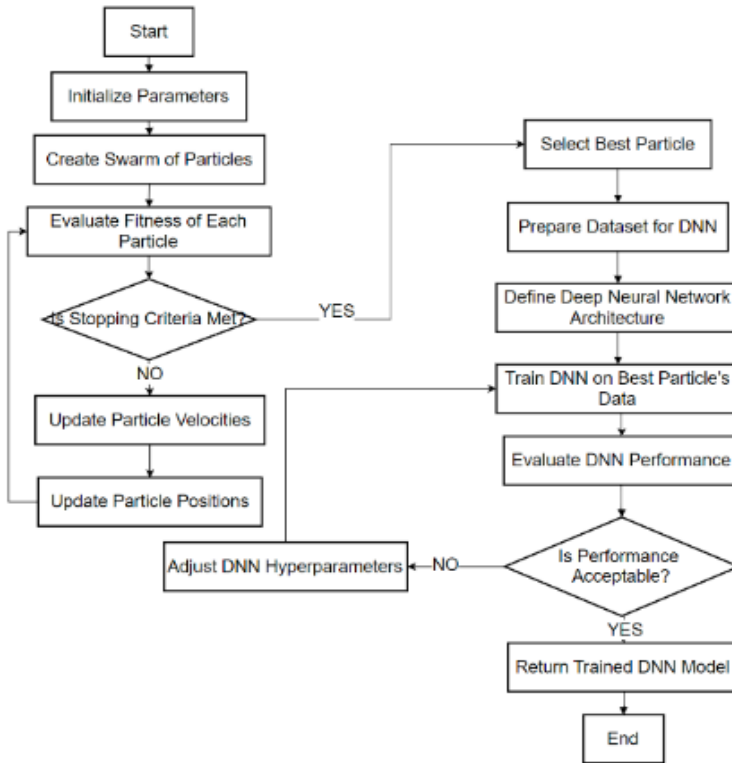 Start
Initialize Parameters
Create Swarm of Particles
Evaluate Fitness of Each
Particle
Is Stopping Criteria Met?
YES
NO
Update Particle Velocities
Update Particle Positions
Select Best Particle
Prepare Dataset for DNN
Define Deep Neural Network
Architecture
Train DNN on Best Particle's
Data
Evaluate DNN Performance
Is Performance
Acceptable?
NO
Adjust DNN Hyperparameters
YES
Return Trained DNN Model
End